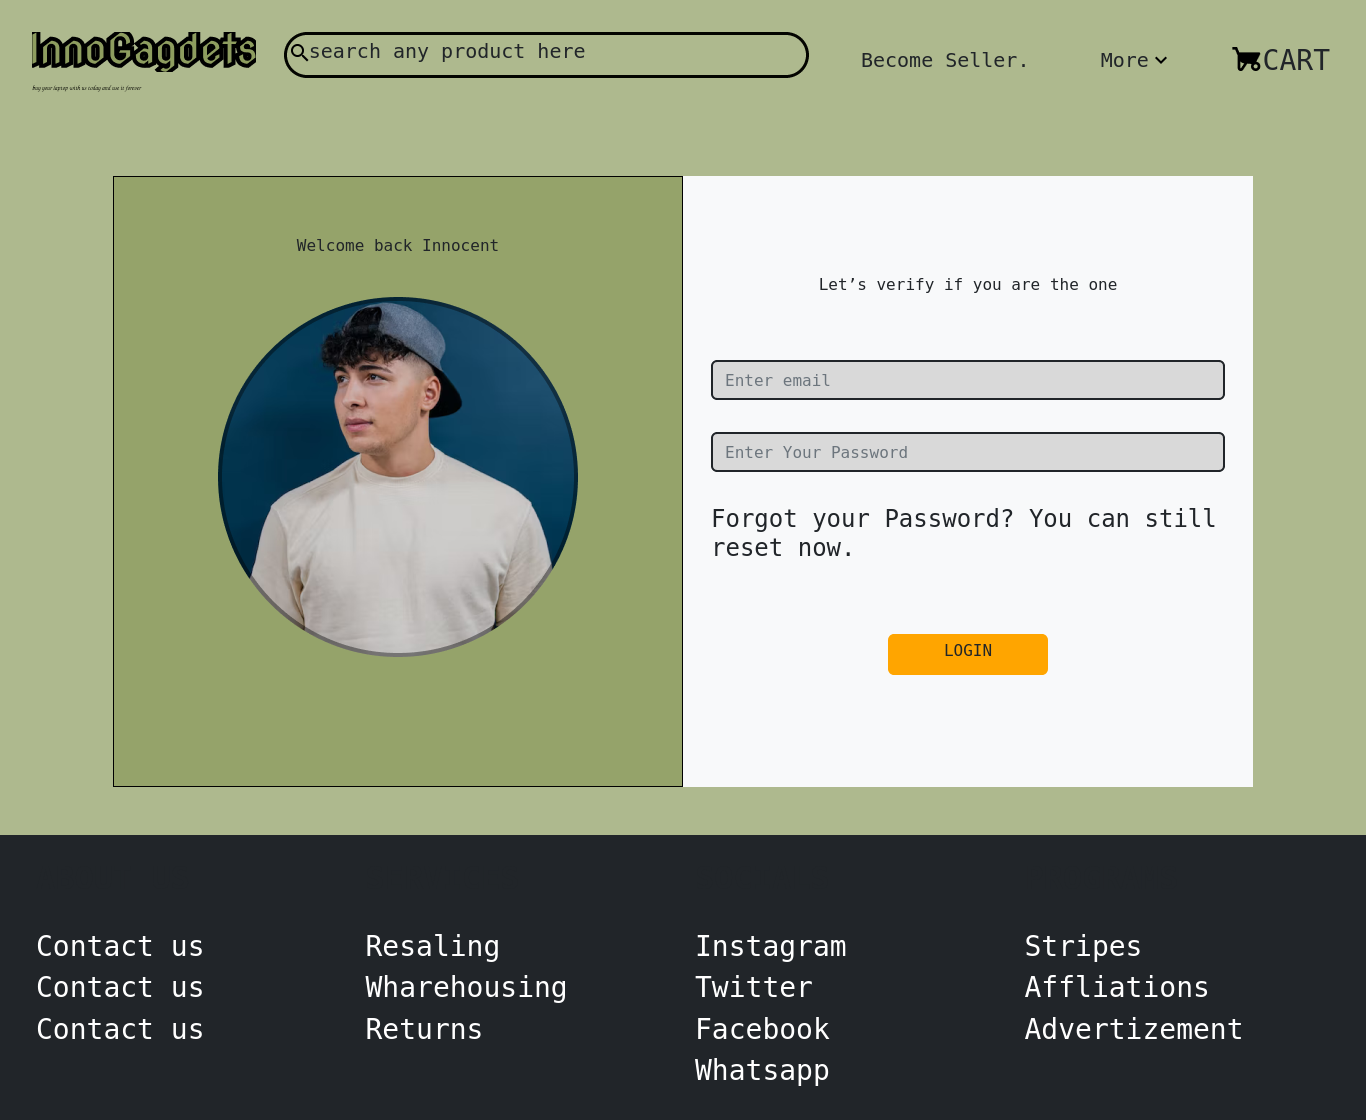 InnoGagdets
search any product here
Become Seller.
More
CART
buy your laptop with us today and use it forever
Welcome back Innocent
Let’s verify if you are the one
Enter email
Enter Your Password
Forgot your Password? You can still
reset now.
LOGIN
Contact us
Contact us
Contact us
Resaling
Wharehousing
Returns
Instagram
Twitter
Facebook
Whatsapp
Stripes
Affliations
Advertizement